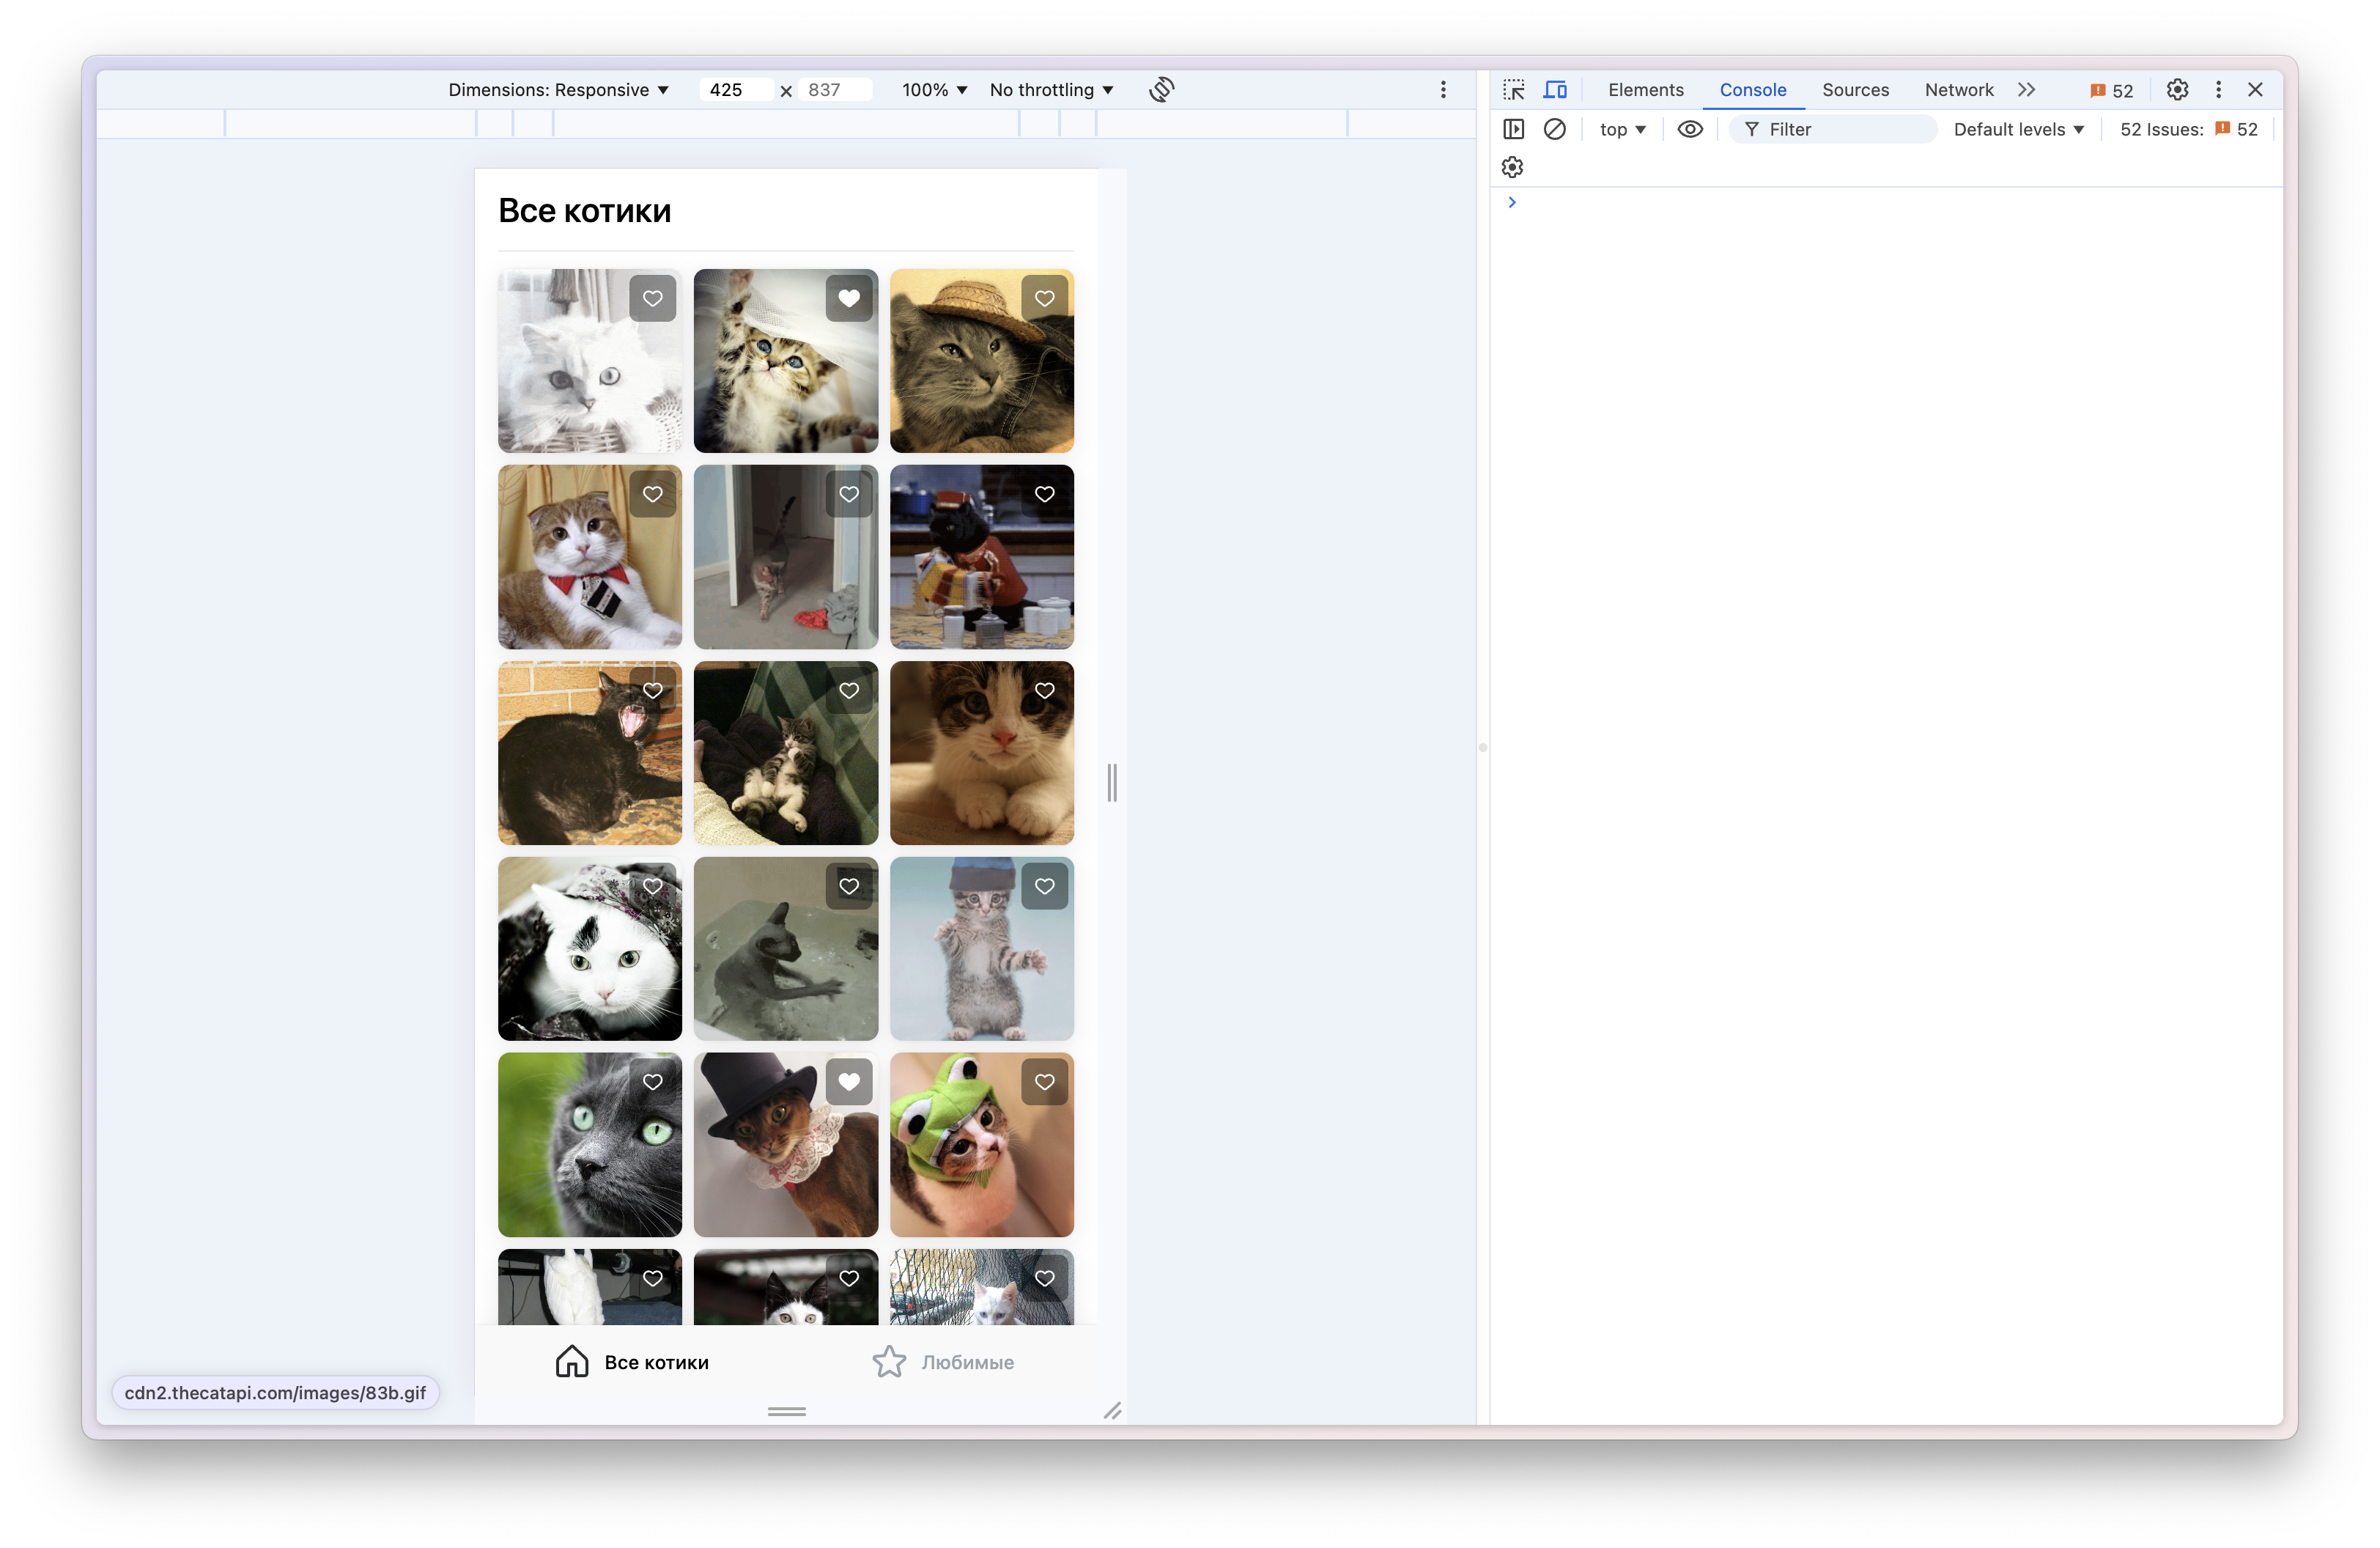 Dimensions: Responsive 425 × 837 100% No throttling
Elements Console Sources Network 52
top Filter Default levels 52 Issues: 52
Все котики
Все котики Любимые
cdn2.thecatapi.com/images/83b.gif